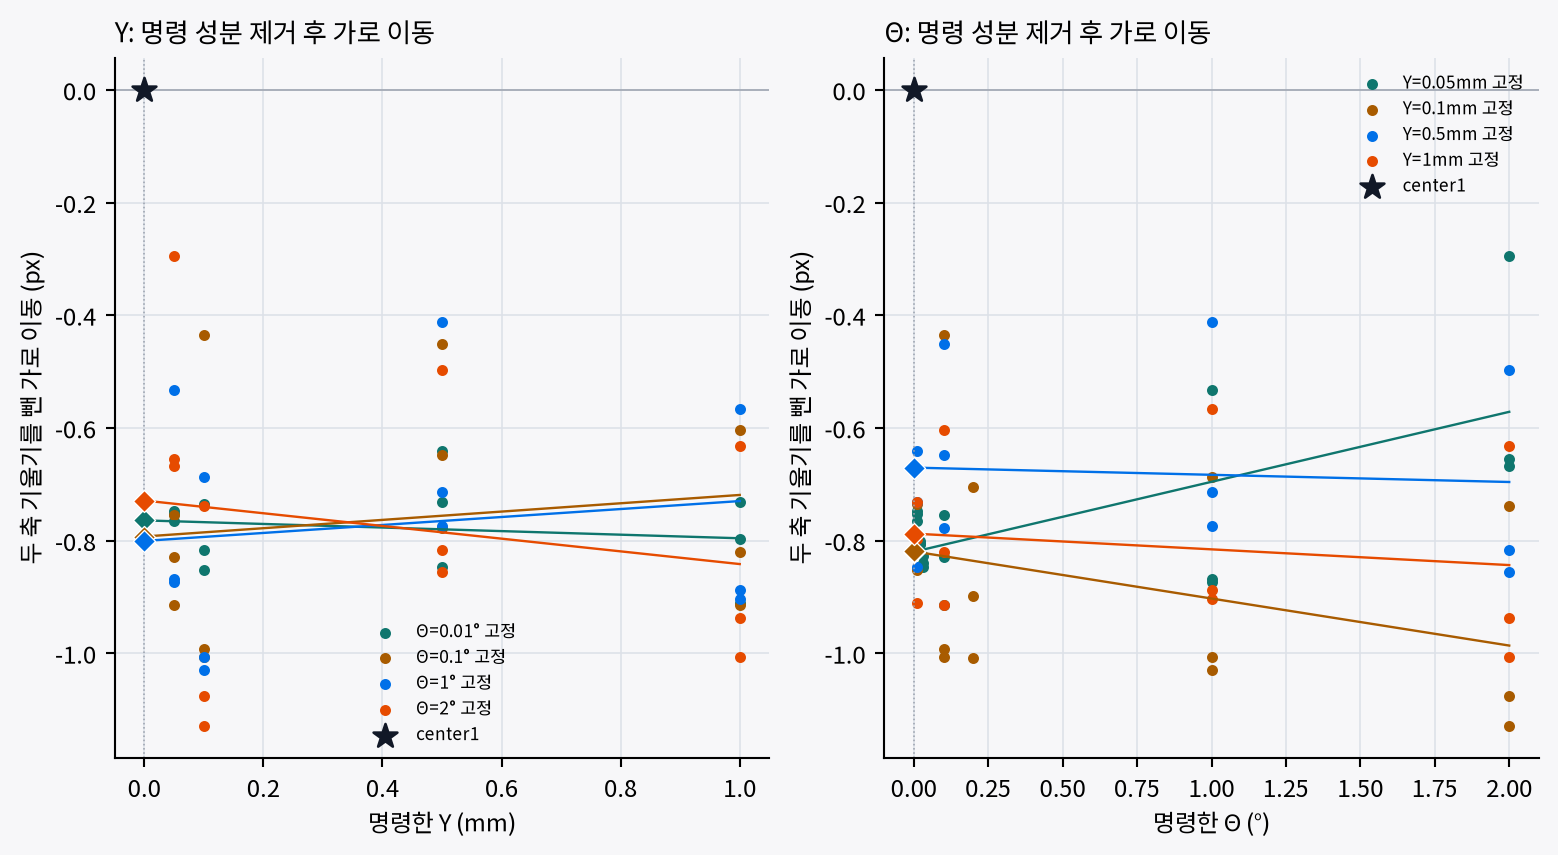 Y: 명령 성분 제거 후 가로 이동
두 축 기울기를 뺀 가로 이동 (px)
0.0
-0.2
-0.4
-0.6
-0.8
-1.0
Θ=0.01° 고정
Θ=0.1° 고정
Θ=1° 고정
Θ=2° 고정
center1
0.0 0.2 0.4 0.6 0.8 1.0
명령한 Y (mm)
Θ: 명령 성분 제거 후 가로 이동
두 축 기울기를 뺀 가로 이동 (px)
0.0
-0.2
-0.4
-0.6
-0.8
-1.0
Y=0.05mm 고정
Y=0.1mm 고정
Y=0.5mm 고정
Y=1mm 고정
center1
0.00 0.25 0.50 0.75 1.00 1.25 1.50 1.75 2.00
명령한 Θ (°)